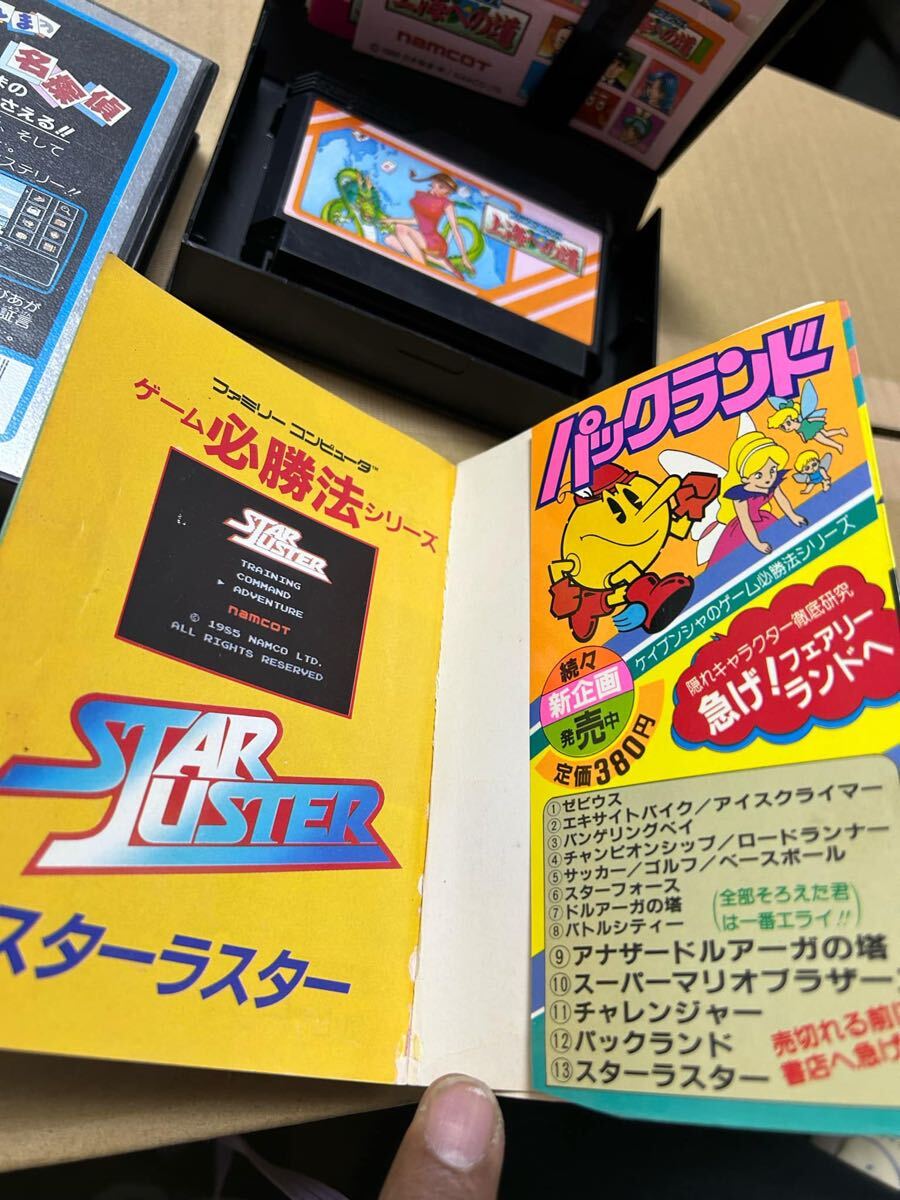 名探偵
さえる!!
そして
ステリー!!
証言
namcot
ファミリー コンピュータ™
ゲーム必勝法シリーズ
STAR LUSTER
TRAINING
COMMAND
ADVENTURE
namcot
© 1985 NAMCO LTD.
ALL RIGHTS RESERVED
STAR LUSTER
スターラスター
パックランド
ケイブンシャのゲーム必勝法シリーズ
隠れキャラクター徹底研究
急げ!フェアリーランドへ
続々
新企画
発売中
定価380円
①ゼビウス
②エキサイトバイク/アイスクライマー
③バンゲリングベイ
④チャンピオンシップ/ロードランナー
⑤サッカー/ゴルフ/ベースボール
⑥スターフォース
⑦ドルアーガの塔
⑧バトルシティー
(全部そろえた君は一番エライ!!)
⑨アナザードルアーガの塔
⑩スーパーマリオブラザーズ
⑪チャレンジャー
⑫パックランド
⑬スターラスター
売切れる前に
書店へ急げ